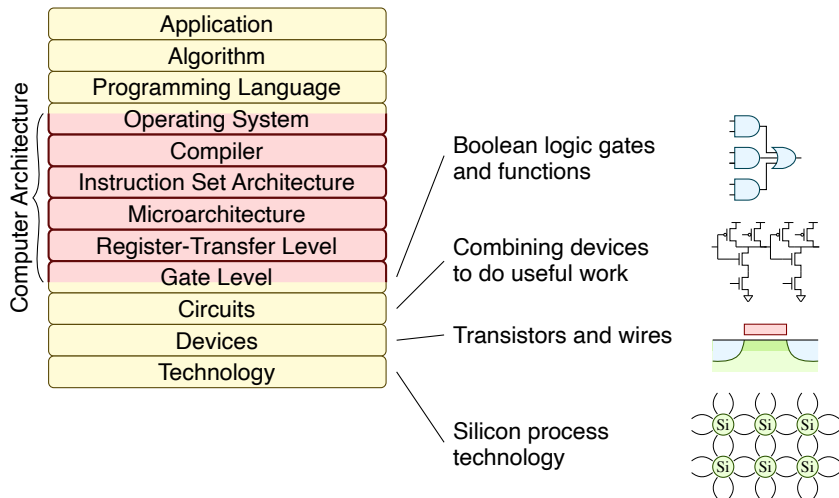 Application
Algorithm
Programming Language
Operating System
Compiler
Instruction Set Architecture
Microarchitecture
Register-Transfer Level
Gate Level
Circuits
Devices
Technology
Computer Architecture
Boolean logic gates
and functions
Combining devices
to do useful work
Transistors and wires
Silicon process
technology
Si Si Si
Si Si Si